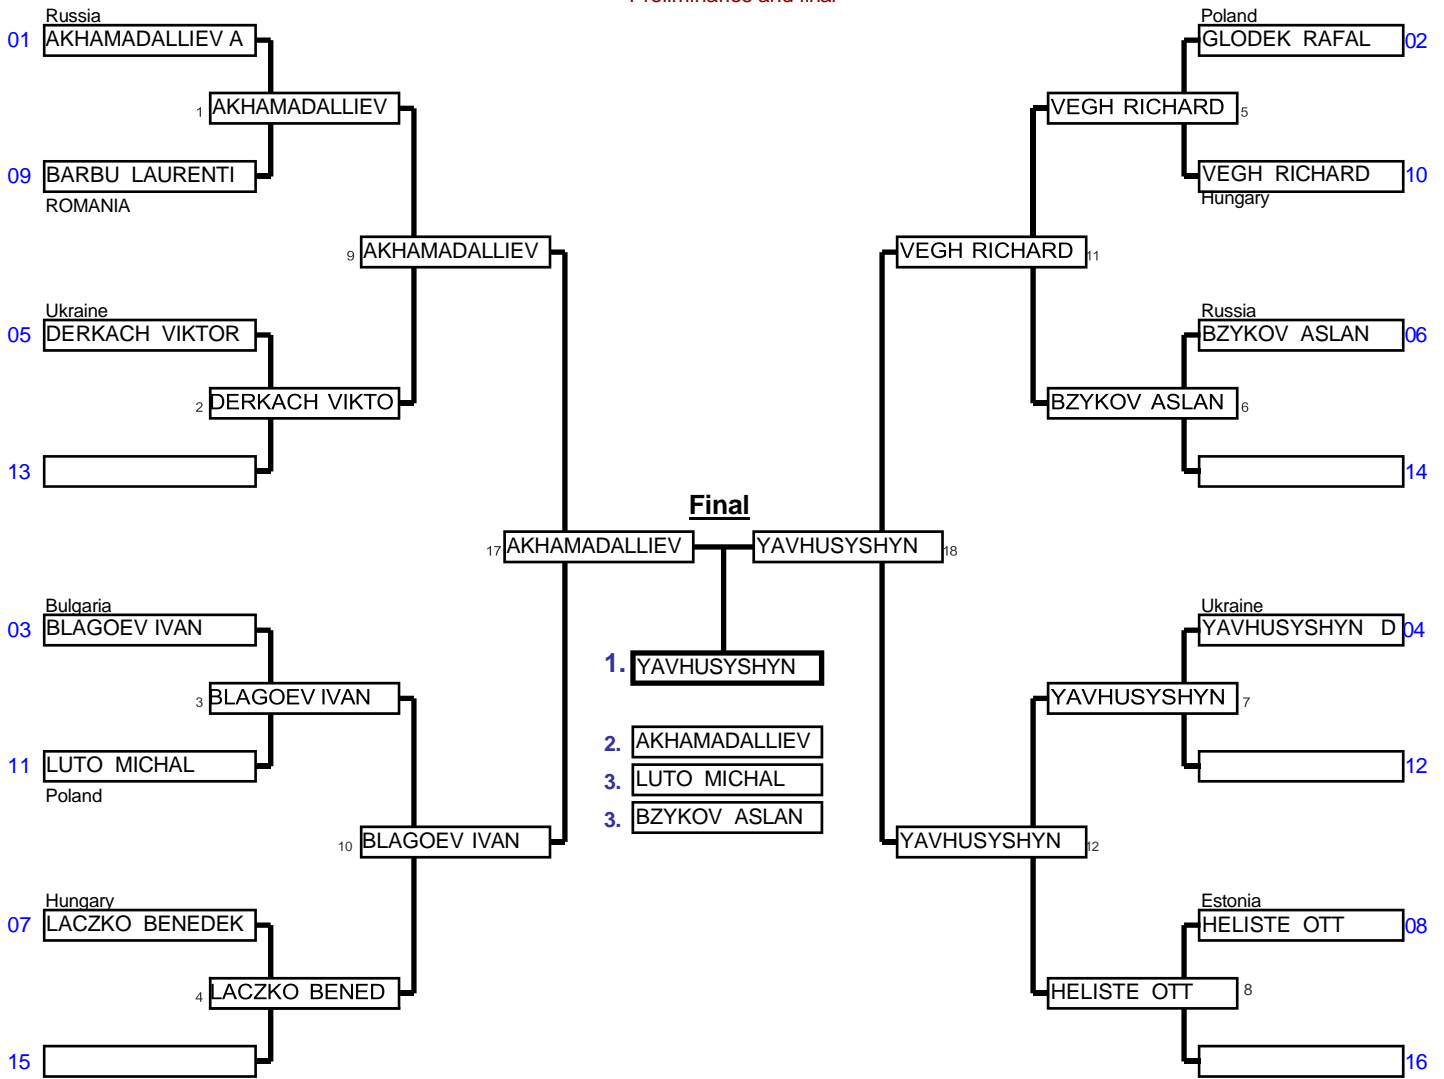 Preliminaries and final
Russia
01 AKHAMADALLIEV A
1 AKHAMADALLIEV
09 BARBU LAURENTI
ROMANIA
9 AKHAMADALLIEV
Ukraine
05 DERKACH VIKTOR
2 DERKACH VIKTO
13
17 AKHAMADALLIEV
Bulgaria
03 BLAGOEV IVAN
3 BLAGOEV IVAN
11 LUTO MICHAL
Poland
10 BLAGOEV IVAN
Hungary
07 LACZKO BENEDEK
4 LACZKO BENED
15
Final
1. YAVHUSYSHYN
2. AKHAMADALLIEV
3. LUTO MICHAL
3. BZYKOV ASLAN
Poland
GLODEK RAFAL 02
VEGH RICHARD 5
VEGH RICHARD 10
Hungary
VEGH RICHARD 11
Russia
BZYKOV ASLAN 06
BZYKOV ASLAN 6
14
YAVHUSYSHYN 18
Ukraine
YAVHUSYSHYN D 04
YAVHUSYSHYN 7
12
YAVHUSYSHYN 12
Estonia
HELISTE OTT 08
HELISTE OTT 8
16